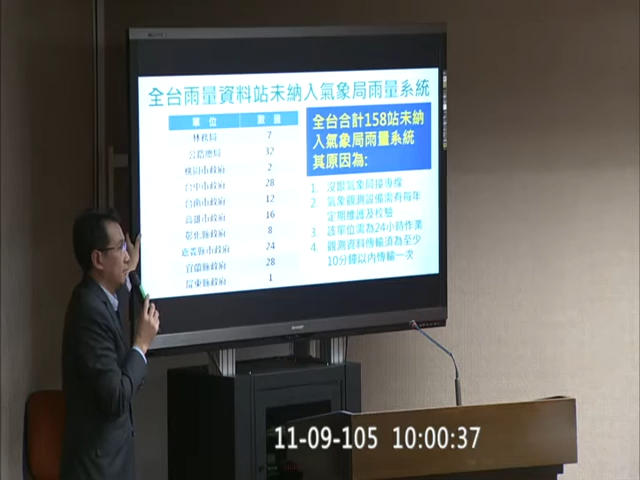 全台雨量資料站未納入氣象局雨量系統
單 位 數 量
林務局 7
公路總局 32
桃園市政府 2
台中市政府 28
台南市政府 12
高雄市政府 16
彰化縣政府 8
嘉義縣市政府 24
宜蘭縣政府 28
屏東縣政府 1
全台合計158站未納
入氣象局雨量系統
其原因為:
1. 沒跟氣象局接專線
2. 氣象觀測設備需有每年
定期維護及校驗
3. 該單位需為24小時作業
4. 觀測資料傳輸須為至少
10分鐘以內傳輸一次
SHARP
11-09-105 10:00:37